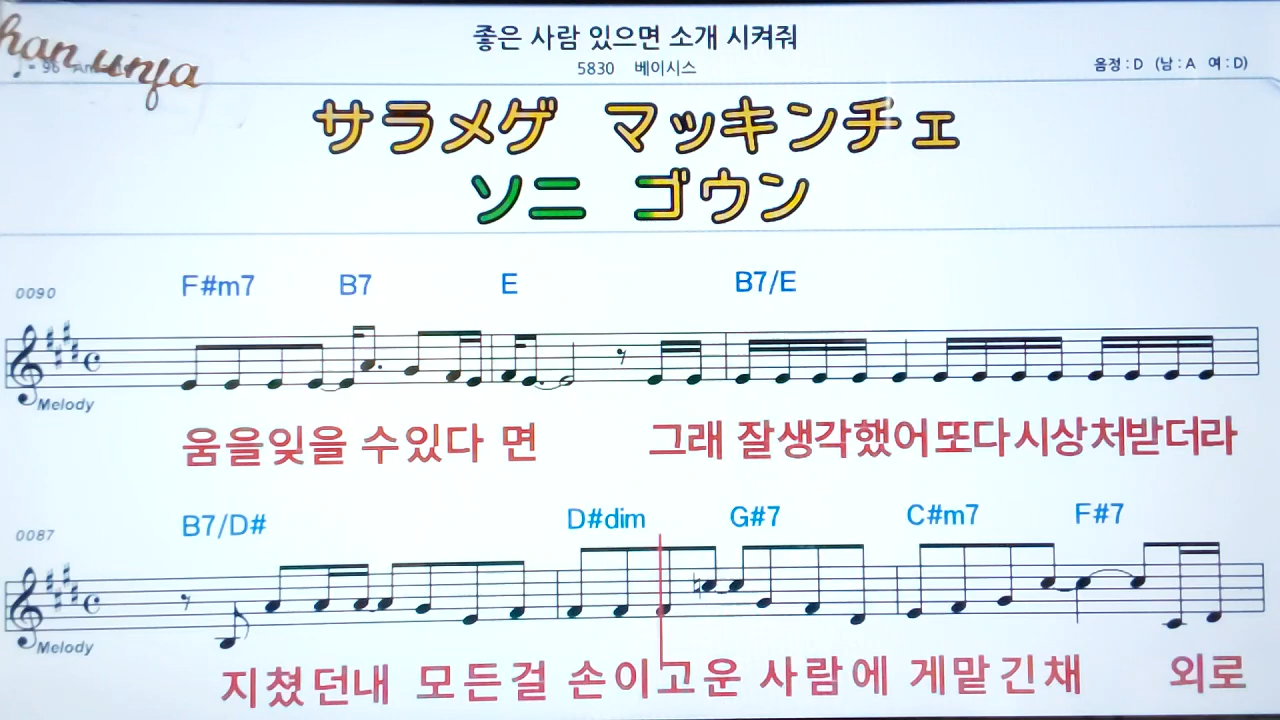 좋은 사람 있으면 소개 시켜줘
han unja
5830 베이시스
음정 : D (남 : A 여 : D)
サラメゲ マッキンチェ
ソニ ゴウン
F#m7 B7 E B7/E
0090
Melody
움을잊을 수있다 면 그래 잘생각했어또다시상처받더라
B7/D# D#dim G#7 C#m7 F#7
0087
Melody
지쳤던내 모든걸 손이고운 사람에 게맡긴채 외로